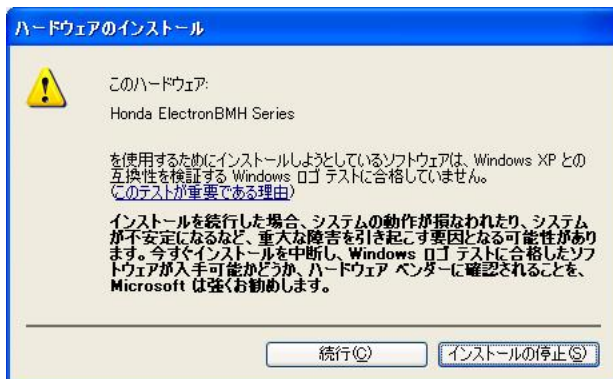 ハードウェアのインストール
このハードウェア:
Honda ElectronBMH Series
を使用するためにインストールしようとしているソフトウェアは、Windows XP との
互換性を検証する Windows ロゴ テストに合格していません。
(このテストが重要である理由)
インストールを続行した場合、システムの動作が損なわれたり、システム
が不安定になるなど、重大な障害を引き起こす要因となる可能性があり
ます。今すぐインストールを中断し、Windows ロゴ テストに合格したソフ
トウェアが入手可能かどうか、ハードウェア ベンダーに確認されることを、
Microsoft は強くお勧めします。
続行(C) インストールの停止(S)